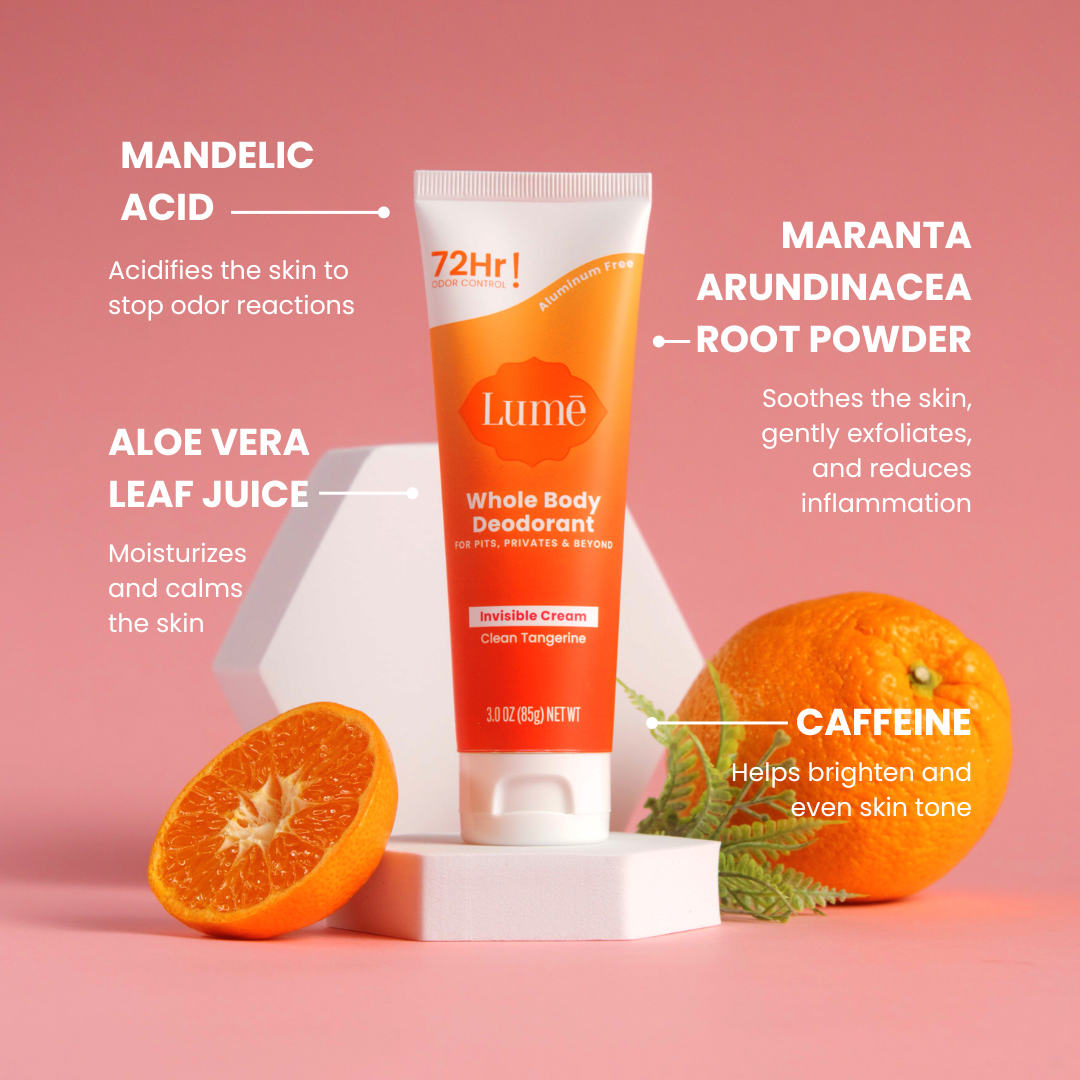 MANDELIC
ACID
Acidifies the skin to
stop odor reactions
ALOE VERA
LEAF JUICE
Moisturizes
and calms
the skin
72Hr!
ODOR CONTROL
Aluminum Free
Lumē
Whole Body
Deodorant
FOR PITS, PRIVATES & BEYOND
Invisible Cream
Clean Tangerine
3.0 OZ (85g) NET WT
MARANTA
ARUNDINACEA
ROOT POWDER
Soothes the skin,
gently exfoliates,
and reduces
inflammation
CAFFEINE
Helps brighten and
even skin tone